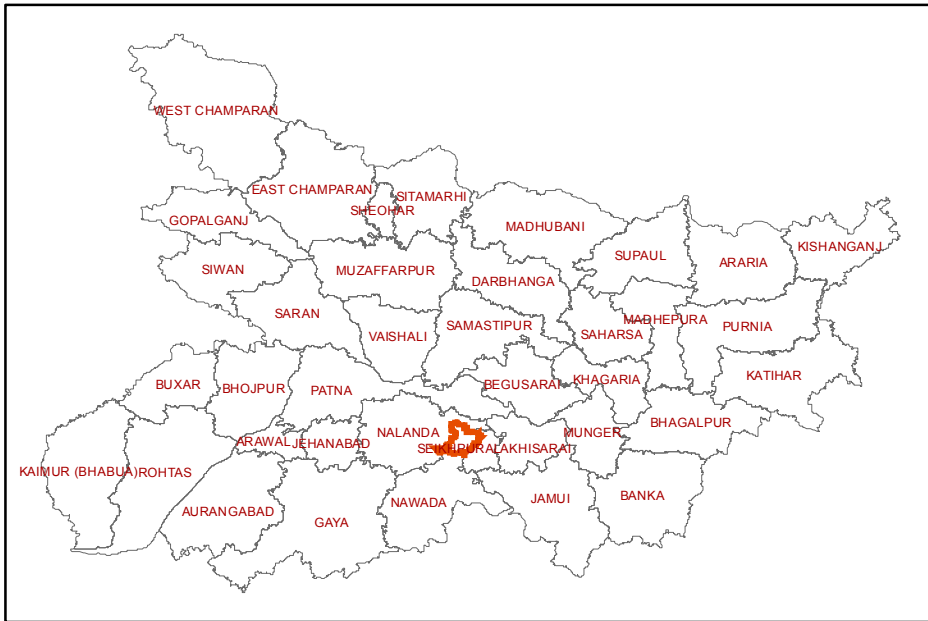 WEST CHAMPARAN
EAST CHAMPARAN
SITAMARHI
SHEOHAR
GOPALGANJ
MADHUBANI
SUPAUL
ARARIA
KISHANGANJ
SIWAN
MUZAFFARPUR
DARBHANGA
SARAN
VAISHALI
SAMASTIPUR
SAHARSA
MADHEPURA
PURNIA
BUXAR
BHOJPUR
PATNA
BEGUSARAI
KHAGARIA
KATIHAR
NALANDA
MUNGER
BHAGALPUR
ARAWAL
JEHANABAD
SEIKHPURA
LAKHISARAI
KAIMUR (BHABUA)
ROHTAS
AURANGABAD
GAYA
NAWADA
JAMUI
BANKA